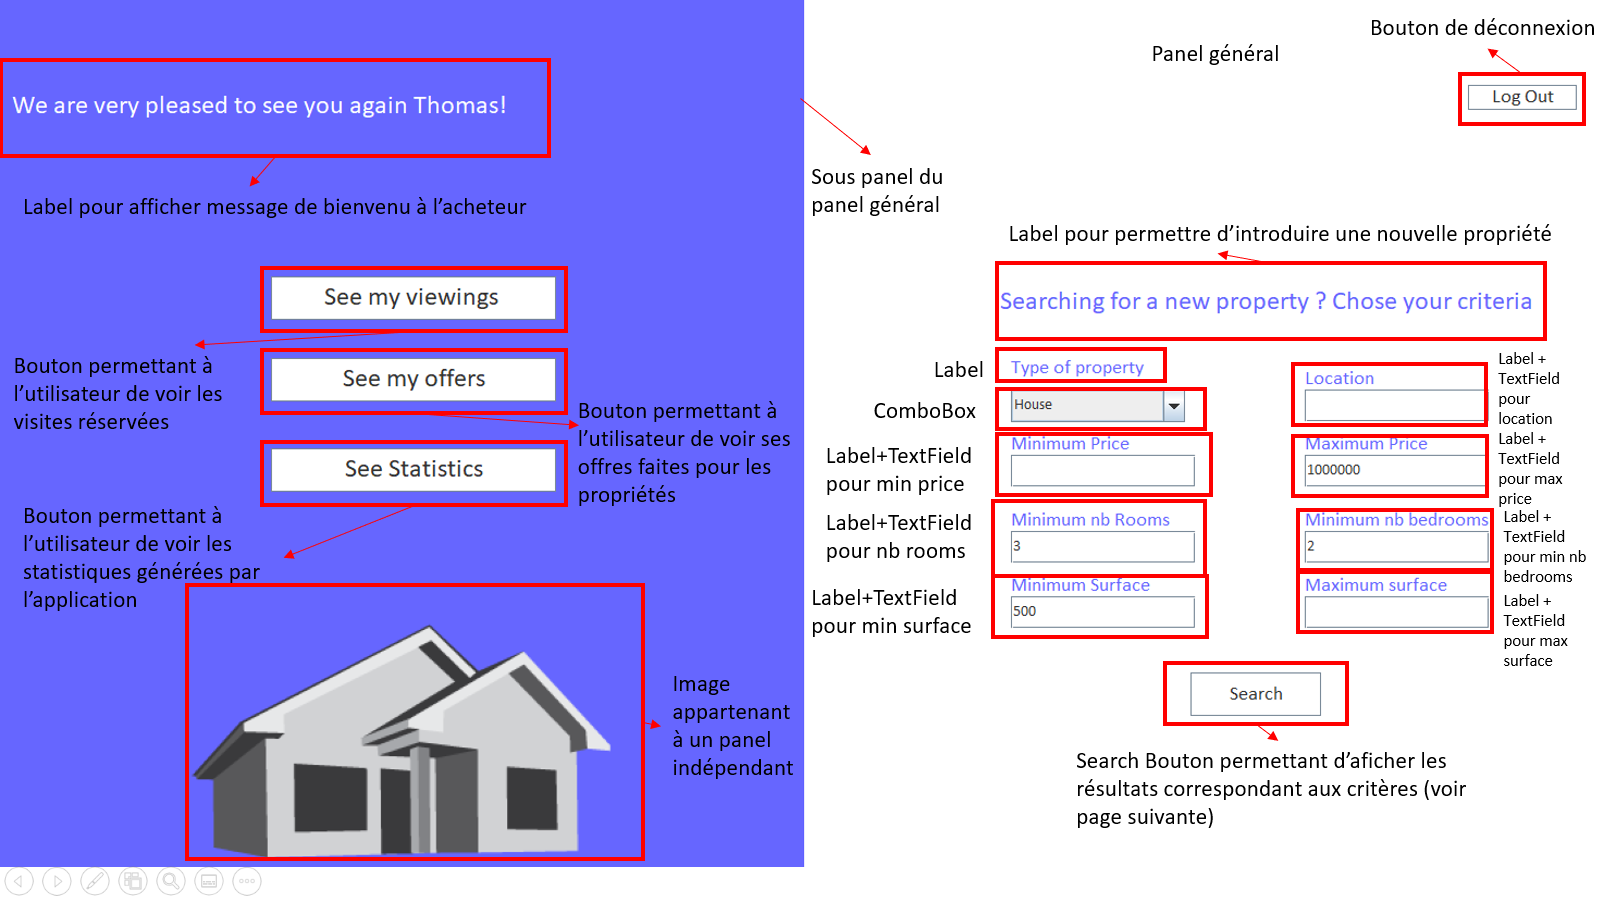 We are very pleased to see you again Thomas!
Label pour afficher message de bienvenu à l’acheteur
See my viewings
Bouton permettant à
l’utilisateur de voir les
visites réservées
See my offers
Bouton permettant à
l’utilisateur de voir ses
offres faites pour les
propriétés
See Statistics
Bouton permettant à
l’utilisateur de voir les
statistiques générées par
l’application
Image
appartenant
à un panel
indépendant
Panel général
Bouton de déconnexion
Log Out
Sous panel du
panel général
Label pour permettre d’introduire une nouvelle propriété
Searching for a new property ? Chose your criteria
Label
Type of property
ComboBox
House
Location
Label +
TextField
pour
location
Label+TextField
pour min price
Minimum Price
Maximum Price
1000000
Label +
TextField
pour max
price
Label+TextField
pour nb rooms
Minimum nb Rooms
3
Minimum nb bedrooms
2
Label +
TextField
pour min nb
bedrooms
Label+TextField
pour min surface
Minimum Surface
500
Maximum surface
Label +
TextField
pour max
surface
Search
Search Bouton permettant d’aficher les
résultats correspondant aux critères (voir
page suivante)